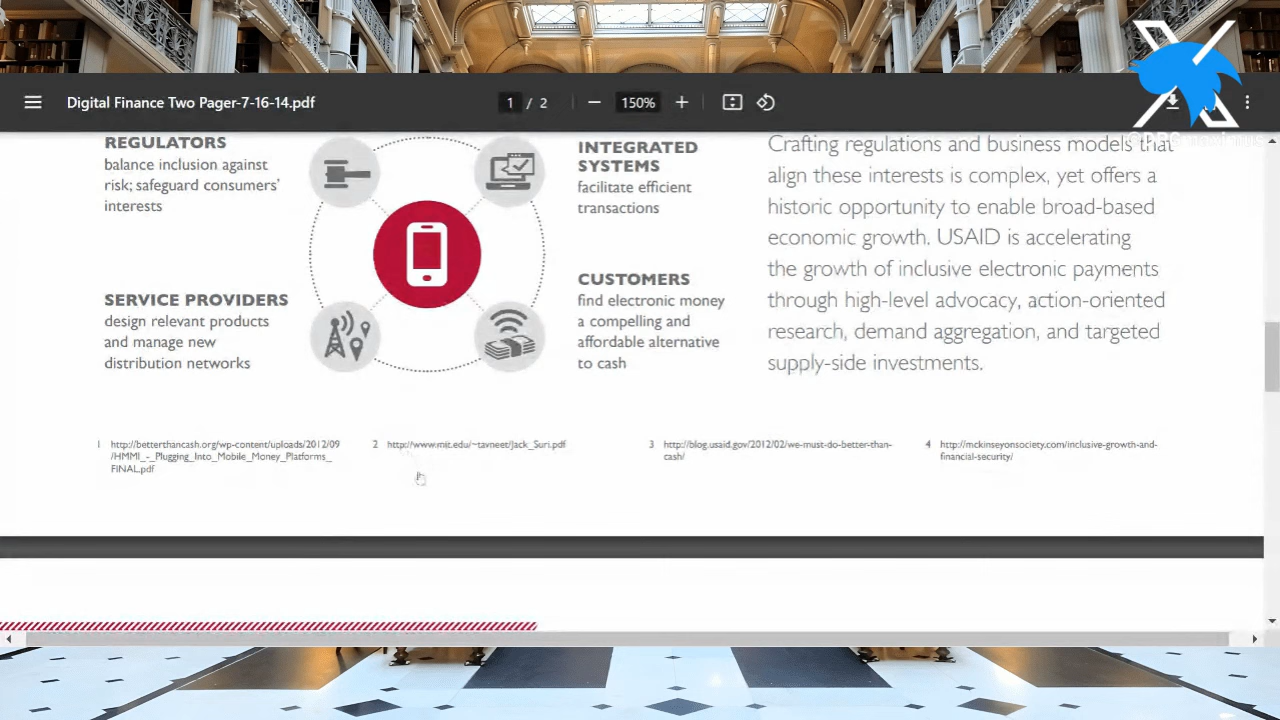 Digital Finance Two Pager-7-16-14.pdf
1 / 2
150%
REGULATORS
balance inclusion against
risk; safeguard consumers'
interests
INTEGRATED
SYSTEMS
facilitate efficient
transactions
SERVICE PROVIDERS
design relevant products
and manage new
distribution networks
CUSTOMERS
find electronic money
a compelling and
affordable alternative
to cash
Crafting regulations and business models that
align these interests is complex, yet offers a
historic opportunity to enable broad-based
economic growth. USAID is accelerating
the growth of inclusive electronic payments
through high-level advocacy, action-oriented
research, demand aggregation, and targeted
supply-side investments.
1 http://betterthancash.org/wp-content/uploads/2012/09
/HMMI_-_Plugging_Into_Mobile_Money_Platforms_
FINAL.pdf
2 http://www.mit.edu/~tavneet/Jack_Suri.pdf
3 http://blog.usaid.gov/2012/02/we-must-do-better-than-
cash/
4 http://mckinseyonsociety.com/inclusive-growth-and-
financial-security/